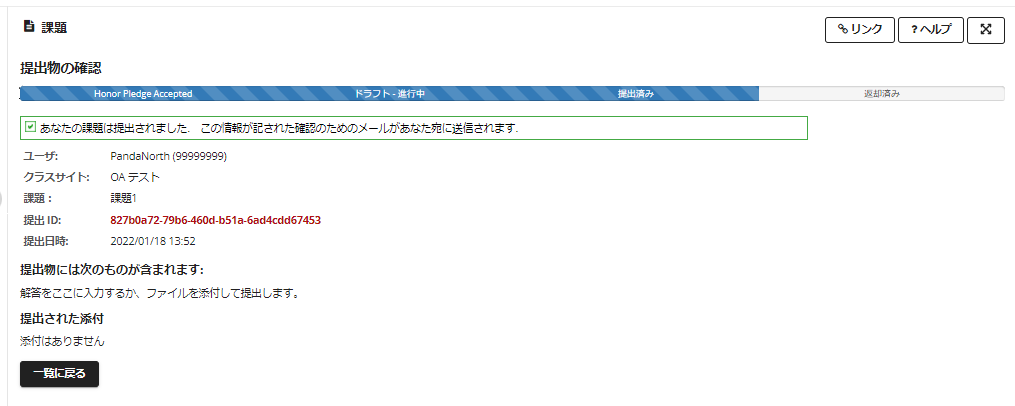 課題
リンク
? ヘルプ
提出物の確認
Honor Pledge Accepted
ドラフト - 進行中
提出済み
返却済み
あなたの課題は提出されました. この情報が記された確認のためのメールがあなた宛に送信されます.
ユーザ: PandaNorth (99999999)
クラスサイト: OA テスト
課題： 課題1
提出 ID: 827b0a72-79b6-460d-b51a-6ad4cdd67453
提出日時: 2022/01/18 13:52
提出物には次のものが含まれます:
解答をここに入力するか、ファイルを添付して提出します。
提出された添付
添付はありません
一覧に戻る